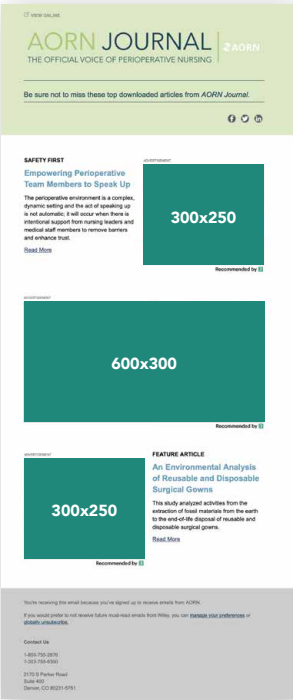 VIEW ONLINE
AORN JOURNAL | AORN
THE OFFICIAL VOICE OF PERIOPERATIVE NURSING
Be sure not to miss these top downloaded articles from AORN Journal.
SAFETY FIRST
ADVERTISEMENT
Empowering Perioperative
Team Members to Speak Up
The perioperative environment is a complex,
dynamic setting and the act of speaking up
is not automatic; it will occur when there is
intentional support from nursing leaders and
medical staff members to remove barriers
and enhance trust.
Read More
300x250
Recommended by
ADVERTISEMENT
600x300
Recommended by
ADVERTISEMENT
300x250
Recommended by
FEATURE ARTICLE
An Environmental Analysis
of Reusable and Disposable
Surgical Gowns
This study analyzed activities from the
extraction of fossil materials from the earth
to the end-of-life disposal of reusable and
disposable surgical gowns.
Read More
You're receiving this email because you've signed up to receive emails from AORN.
If you would prefer to not receive future must-read emails from Wiley, you can manage your preferences or
globally unsubscribe.
Contact Us
1-800-755-2676
1-303-755-6300
2170 S Parker Road
Suite 400
Denver, CO 80231-5761